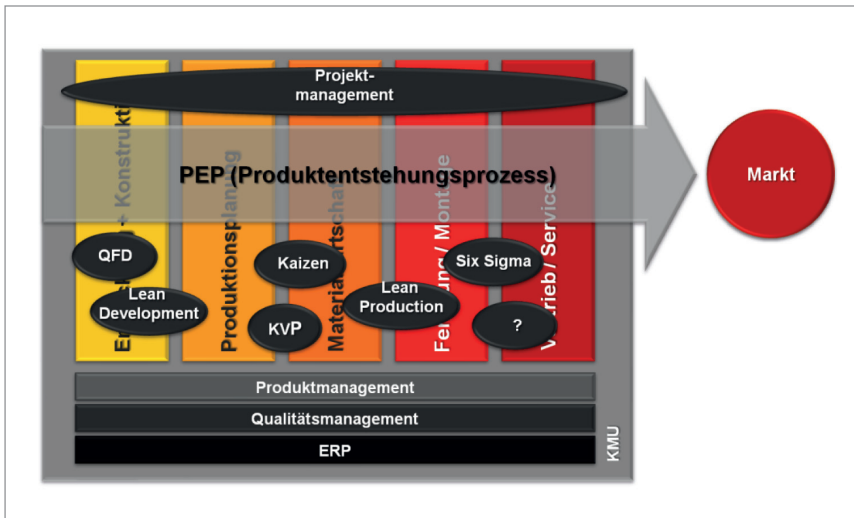 Projekt-
management
PEP (Produktentstehungsprozess)
Markt
+ Konstrukti
Produktionsplanung
QFD
Kaizen
Six Sigma
Lean
Development
Lean
Production
KVP
?
Produktmanagement
Qualitätsmanagement
ERP
KMU